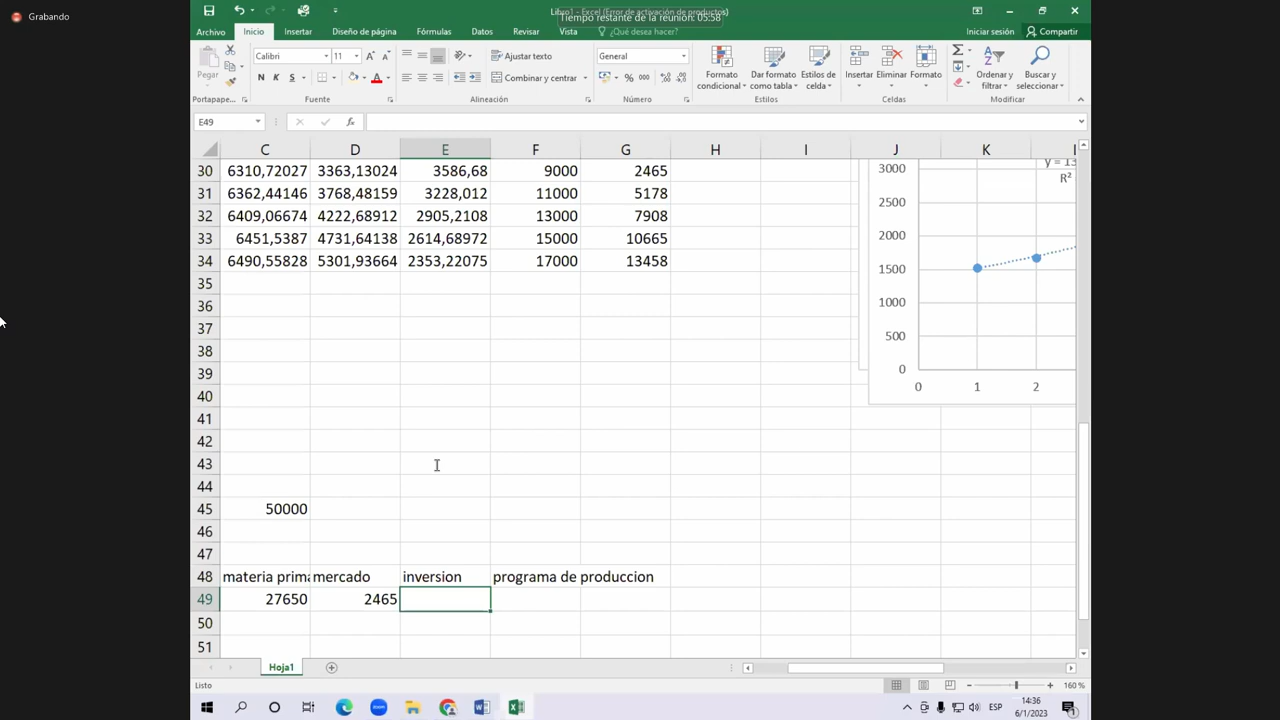 Grabando
Libro1 - Excel (Error de activación de productos)
Tiempo restante de la reunión: 05:58
Archivo Inicio Insertar Diseño de página Fórmulas Datos Revisar Vista ¿Qué desea hacer? Iniciar sesión Compartir
Pegar
Calibri 11
N K S
Ajustar texto
Combinar y centrar
General
% 000
Formato condicional
Dar formato como tabla
Estilos de celda
Insertar
Eliminar
Formato
Ordenar y filtrar
Buscar y seleccionar
Portapape... Fuente Alineación Número Estilos Celdas Modificar
E49 fx
C D E F G H I J K
30 6310,72027 3363,13024 3586,68 9000 2465
31 6362,44146 3768,48159 3228,012 11000 5178
32 6409,06674 4222,68912 2905,2108 13000 7908
33 6451,5387 4731,64138 2614,68972 15000 10665
34 6490,55828 5301,93664 2353,22075 17000 13458
35
36
37
38
39
40
41
42
43
44
45 50000
46
47
48 materia prima mercado inversion programa de produccion
49 27650 2465
50
51
y = 13
R²
3000
2500
2000
1500
1000
500
0
0 1 2
Hoja1
Listo 160 %
ESP
14:36
6/1/2023